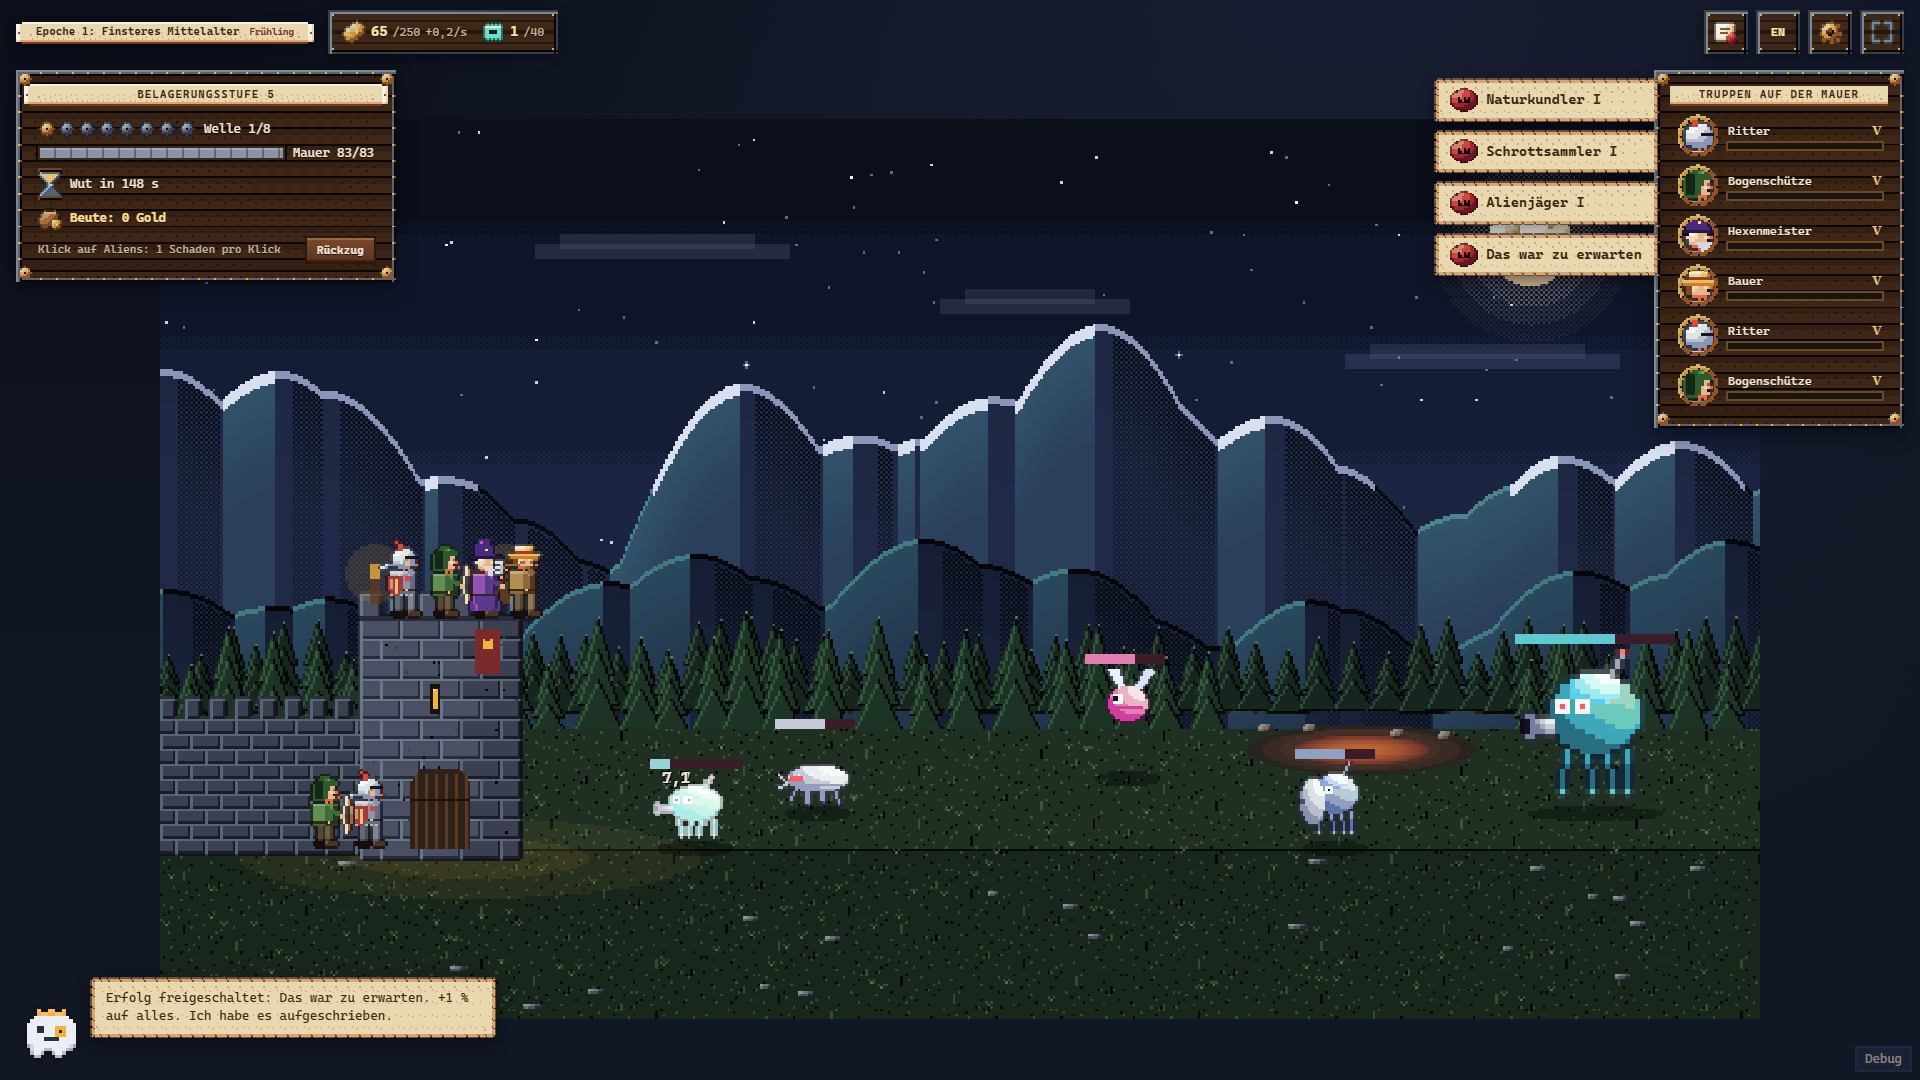 Epoche 1: Finsteres Mittelalter Frühling
65 /250 +0,2/s 1 /40
EN
BELAGERUNGSSTUFE 5
Welle 1/8
Mauer 83/83
Wut in 148 s
Beute: 0 Gold
Klick auf Aliens: 1 Schaden pro Klick Rückzug
Naturkundler I
Schrottsammler I
Alienjäger I
Das war zu erwarten
TRUPPEN AUF DER MAUER
Ritter V
Bogenschütze V
Hexenmeister V
Bauer V
Ritter V
Bogenschütze V
7,1
Erfolg freigeschaltet: Das war zu erwarten. +1 %
auf alles. Ich habe es aufgeschrieben.
Debug